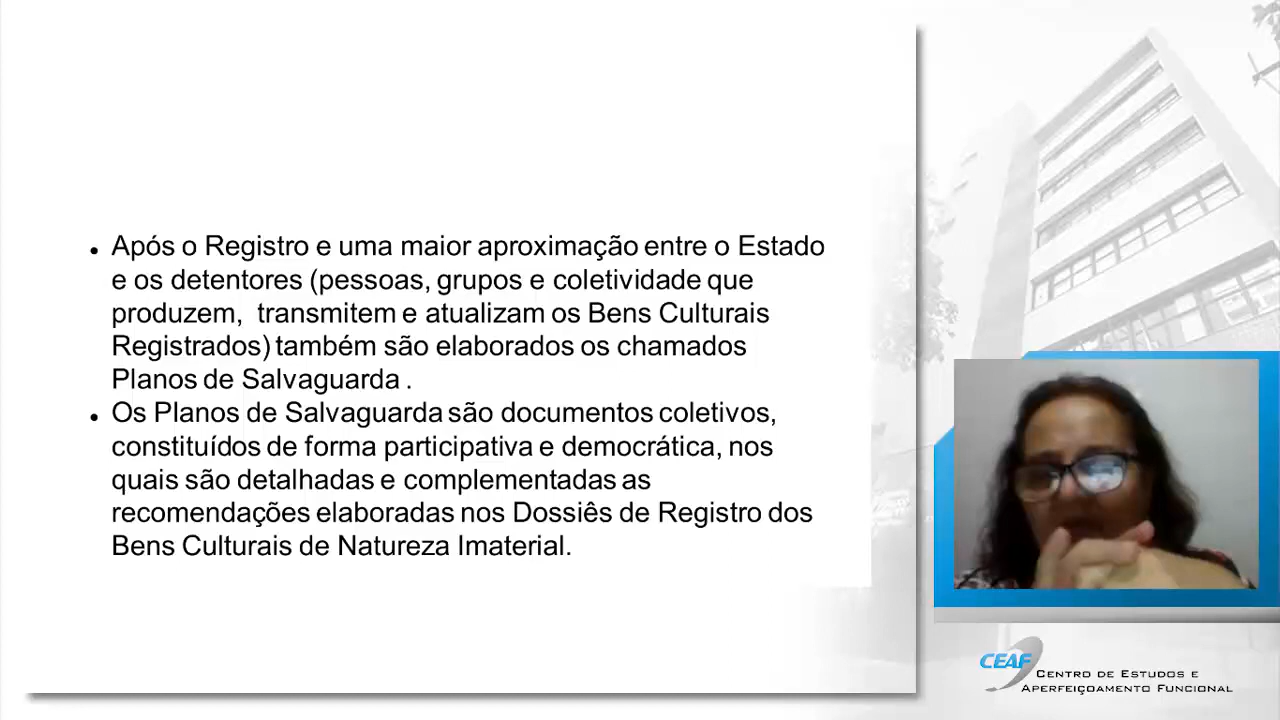 Após o Registro e uma maior aproximação entre o Estado
e os detentores (pessoas, grupos e coletividade que
produzem, transmitem e atualizam os Bens Culturais
Registrados) também são elaborados os chamados
Planos de Salvaguarda .
Os Planos de Salvaguarda são documentos coletivos,
constituídos de forma participativa e democrática, nos
quais são detalhadas e complementadas as
recomendações elaboradas nos Dossiês de Registro dos
Bens Culturais de Natureza Imaterial.
CEAF
Centro de Estudos e
Aperfeiçoamento Funcional